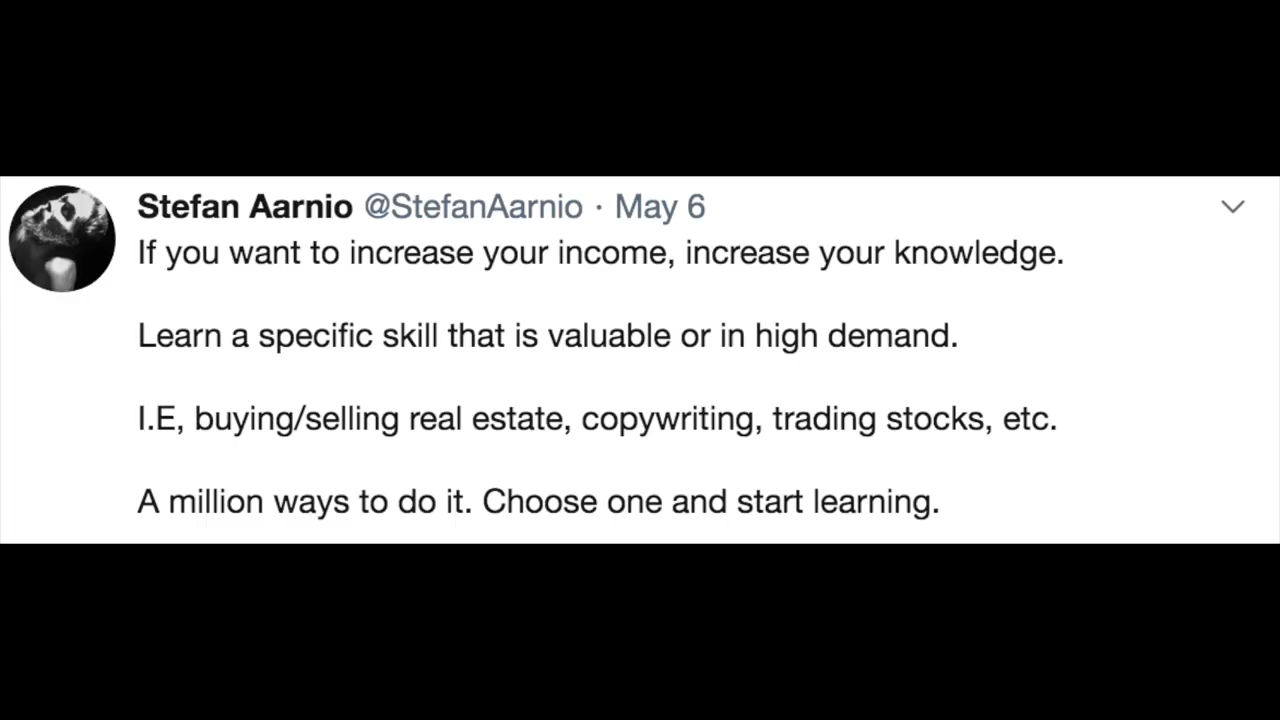 Stefan Aarnio @StefanAarnio · May 6
If you want to increase your income, increase your knowledge.
Learn a specific skill that is valuable or in high demand.
I.E, buying/selling real estate, copywriting, trading stocks, etc.
A million ways to do it. Choose one and start learning.